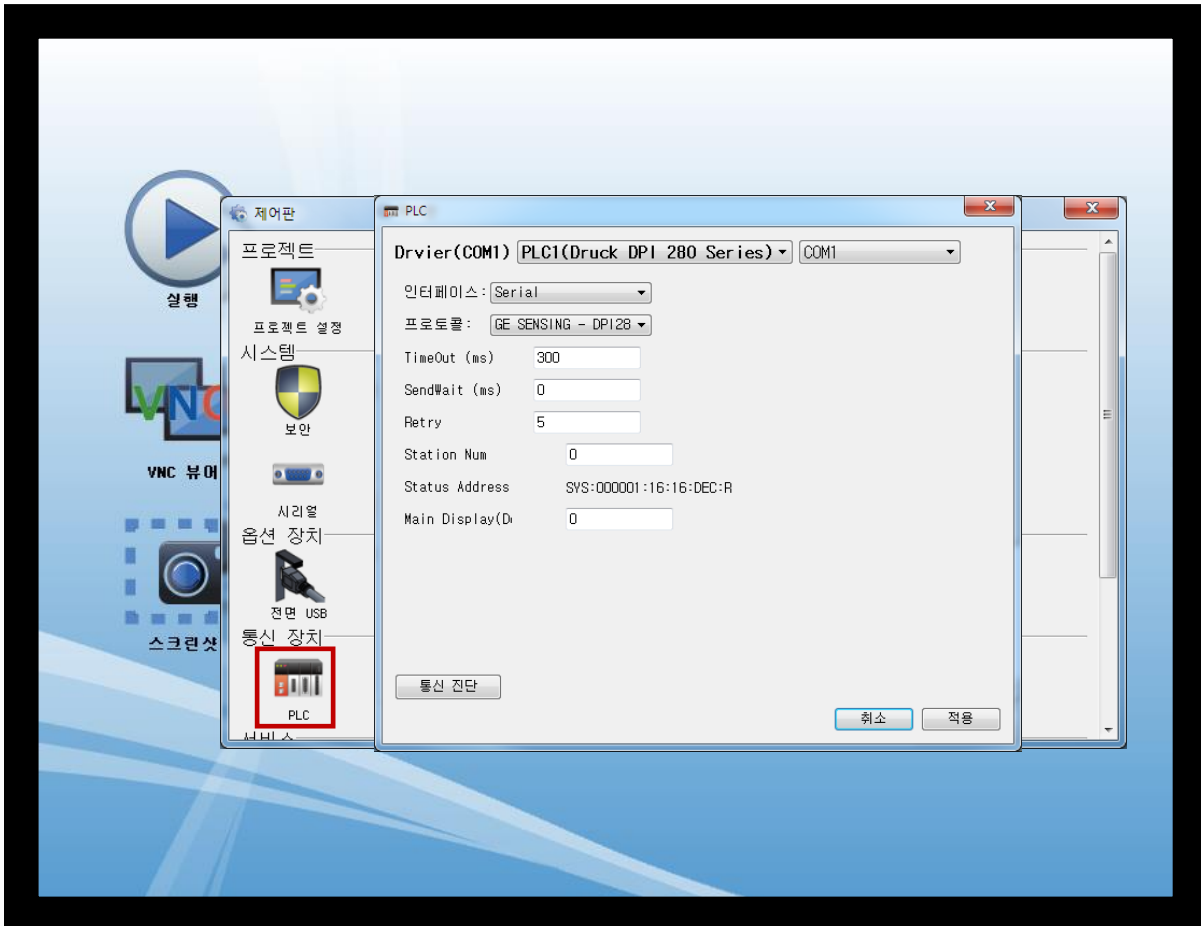 실행
VNC 뷰어
스크린샷
제어판
프로젝트
프로젝트 설정
시스템
보안
시리얼
옵션 장치
전면 USB
통신 장치
PLC
서비스
PLC
Drvier(COM1) PLC1(Druck DPI 280 Series) COM1
인터페이스: Serial
프로토콜: GE SENSING - DPI28
TimeOut (ms) 300
SendWait (ms) 0
Retry 5
Station Num 0
Status Address SYS:000001:16:16:DEC:R
Main Display(D 0
통신 진단
취소 적용